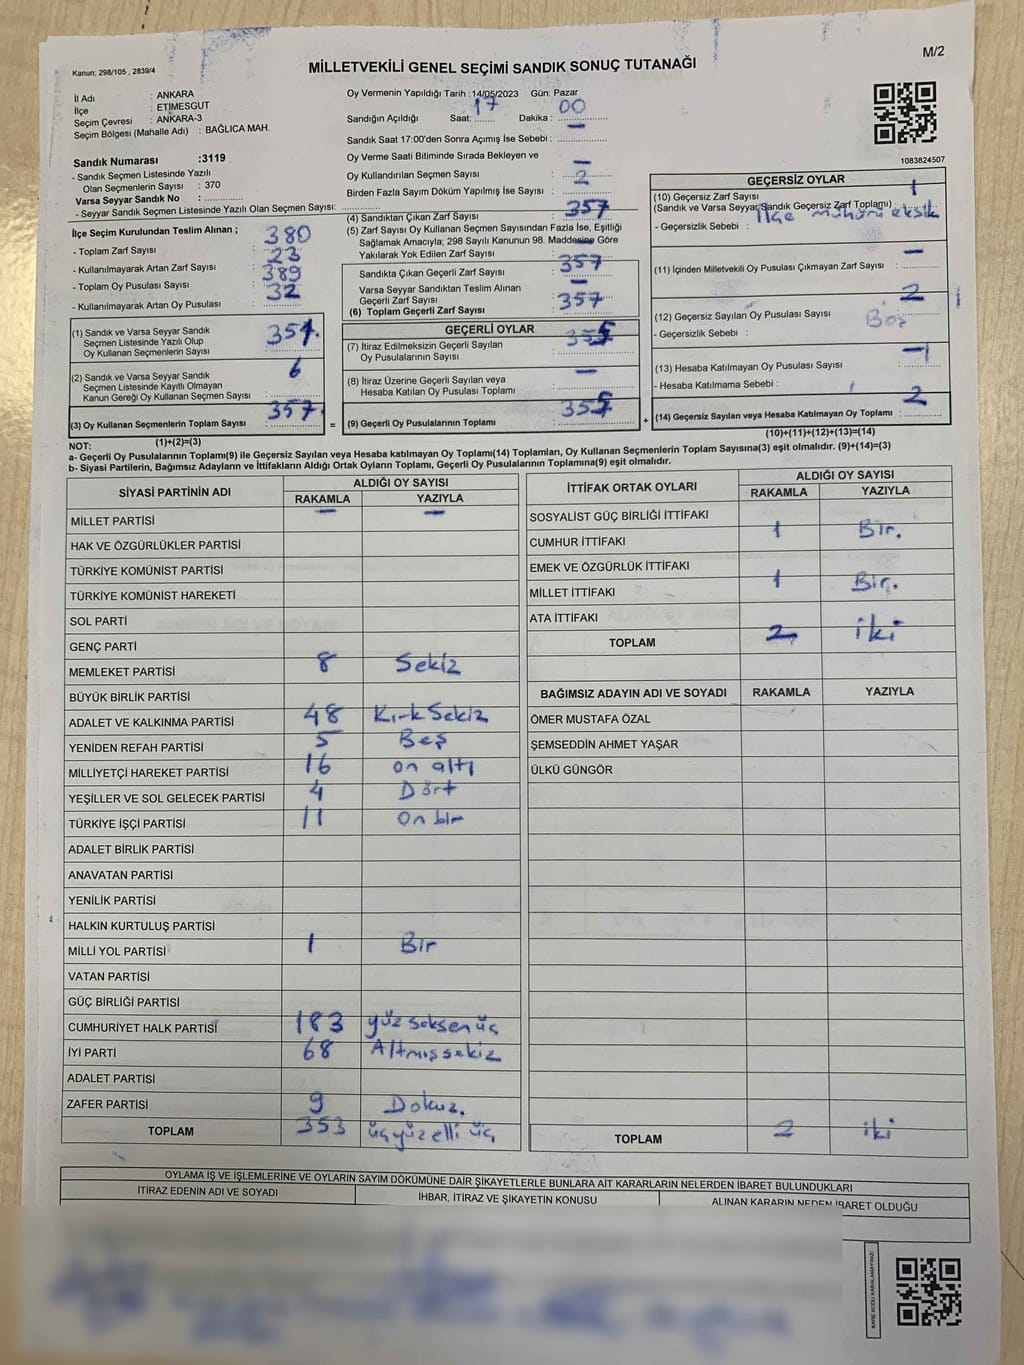 M/2
Kanun; 298/105 , 2839/4
MİLLETVEKİLİ GENEL SEÇİMİ SANDIK SONUÇ TUTANAĞI
İl Adı : ANKARA
İlçe : ETİMESGUT
Seçim Çevresi : ANKARA-3
Seçim Bölgesi (Mahalle Adı) : BAĞLICA MAH.
Sandık Numarası :3119
- Sandık Seçmen Listesinde Yazılı
Olan Seçmenlerin Sayısı : 370
Varsa Seyyar Sandık No :
- Seyyar Sandık Seçmen Listesinde Yazılı Olan Seçmen Sayısı:
Oy Vermenin Yapıldığı Tarih :14/05/2023 Gün: Pazar
Sandığın Açıldığı Saat: 17 Dakika : 00
Sandık Saat 17:00'den Sonra Açımış İse Sebebi : —
Oy Verme Saati Bitiminde Sırada Bekleyen ve
Oy Kullandırılan Seçmen Sayısı : —
Birden Fazla Sayım Döküm Yapılmış İse Sayısı : 2
1083824507
İlçe Seçim Kurulundan Teslim Alınan ;
- Toplam Zarf Sayısı : 380
- Kullanılmayarak Artan Zarf Sayısı : 23
- Toplam Oy Pusulası Sayısı : 389
- Kullanılmayarak Artan Oy Pusulası : 32
(1) Sandık ve Varsa Seyyar Sandık
Seçmen Listesinde Yazılı Olup
Oy Kullanan Seçmenlerin Sayısı : 351
(2) Sandık ve Varsa Seyyar Sandık
Seçmen Listesinde Kayıtlı Olmayan
Kanun Gereği Oy Kullanan Seçmen Sayısı : 6
(3) Oy Kullanan Seçmenlerin Toplam Sayısı : 357
(1)+(2)=(3)
(4) Sandıktan Çıkan Zarf Sayısı : 357
(5) Zarf Sayısı Oy Kullanan Seçmen Sayısından Fazla İse, Eşitliği
Sağlamak Amacıyla; 298 Sayılı Kanunun 98. Maddesine Göre
Yakılarak Yok Edilen Zarf Sayısı : —
Sandıkta Çıkan Geçerli Zarf Sayısı : 357
Varsa Seyyar Sandıktan Teslim Alınan
Geçerli Zarf Sayısı : —
(6) Toplam Geçerli Zarf Sayısı : 357
GEÇERLİ OYLAR
(7) İtiraz Edilmeksizin Geçerli Sayılan
Oy Pusulalarının Sayısı : 355
(8) İtiraz Üzerine Geçerli Sayılan veya
Hesaba Katılan Oy Pusulası Toplamı : —
(9) Geçerli Oy Pusulalarının Toplamı : 355
GEÇERSİZ OYLAR
(10) Geçersiz Zarf Sayısı
(Sandık ve Varsa Seyyar Sandık Geçersiz Zarf Toplamı) : 1
- Geçersizlik Sebebi : İlçe mühürü eksik
(11) İçinden Milletvekili Oy Pusulası Çıkmayan Zarf Sayısı : —
(12) Geçersiz Sayılan Oy Pusulası Sayısı : 2
- Geçersizlik Sebebi : Boş
(13) Hesaba Katılmayan Oy Pusulası Sayısı :
- Hesaba Katılmama Sebebi :
(14) Geçersiz Sayılan veya Hesaba Katılmayan Oy Toplamı : 2
(10)+(11)+(12)+(13)=(14)
NOT:
a- Geçerli Oy Pusulalarının Toplamı(9) ile Geçersiz Sayılan veya Hesaba katılmayan Oy Toplamı(14) Toplamları, Oy Kullanan Seçmenlerin Toplam Sayısına(3) eşit olmalıdır. (9)+(14)=(3)
b- Siyasi Partilerin, Bağımsız Adayların ve İttifakların Aldığı Ortak Oyların Toplamı, Geçerli Oy Pusulalarının Toplamına(9) eşit olmalıdır.
SİYASİ PARTİNİN ADI ALDIĞI OY SAYISI
RAKAMLA YAZIYLA
MİLLET PARTİSİ — —
HAK VE ÖZGÜRLÜKLER PARTİSİ
TÜRKİYE KOMÜNİST PARTİSİ
TÜRKİYE KOMÜNİST HAREKETİ
SOL PARTİ
GENÇ PARTİ
MEMLEKET PARTİSİ 8 Sekiz
BÜYÜK BİRLİK PARTİSİ
ADALET VE KALKINMA PARTİSİ 48 Kırk Sekiz
YENİDEN REFAH PARTİSİ 5 Beş
MİLLİYETÇİ HAREKET PARTİSİ 16 on altı
YEŞİLLER VE SOL GELECEK PARTİSİ 4 Dört
TÜRKİYE İŞÇİ PARTİSİ 11 On bir
ADALET BİRLİK PARTİSİ
ANAVATAN PARTİSİ
YENİLİK PARTİSİ
HALKIN KURTULUŞ PARTİSİ
MİLLİ YOL PARTİSİ 1 Bir
VATAN PARTİSİ
GÜÇ BİRLİĞİ PARTİSİ
CUMHURİYET HALK PARTİSİ 183 yüz seksen üç
İYİ PARTİ 68 Altmış sekiz
ADALET PARTİSİ
ZAFER PARTİSİ 9 Dokuz.
TOPLAM 353 üçyüz elli üç
İTTİFAK ORTAK OYLARI ALDIĞI OY SAYISI
RAKAMLA YAZIYLA
SOSYALİST GÜÇ BİRLİĞİ İTTİFAKI
CUMHUR İTTİFAKI 1 Bir.
EMEK VE ÖZGÜRLÜK İTTİFAKI
MİLLET İTTİFAKI 1 Bir.
ATA İTTİFAKI
TOPLAM 2 iki
BAĞIMSIZ ADAYIN ADI VE SOYADI RAKAMLA YAZIYLA
ÖMER MUSTAFA ÖZAL
ŞEMSEDDİN AHMET YAŞAR
ÜLKÜ GÜNGÖR
TOPLAM 2 iki
OYLAMA İŞ VE İŞLEMLERİNE VE OYLARIN SAYIM DÖKÜMÜNE DAİR ŞİKAYETLERLE BUNLARA AİT KARARLARIN NELERDEN İBARET BULUNDUKLARI
İTİRAZ EDENİN ADI VE SOYADI İHBAR, İTİRAZ VE ŞİKAYETİN KONUSU ALINAN KARARIN NEDEN İBARET OLDUĞU
KARE KODU KARALAMAYINIZ!